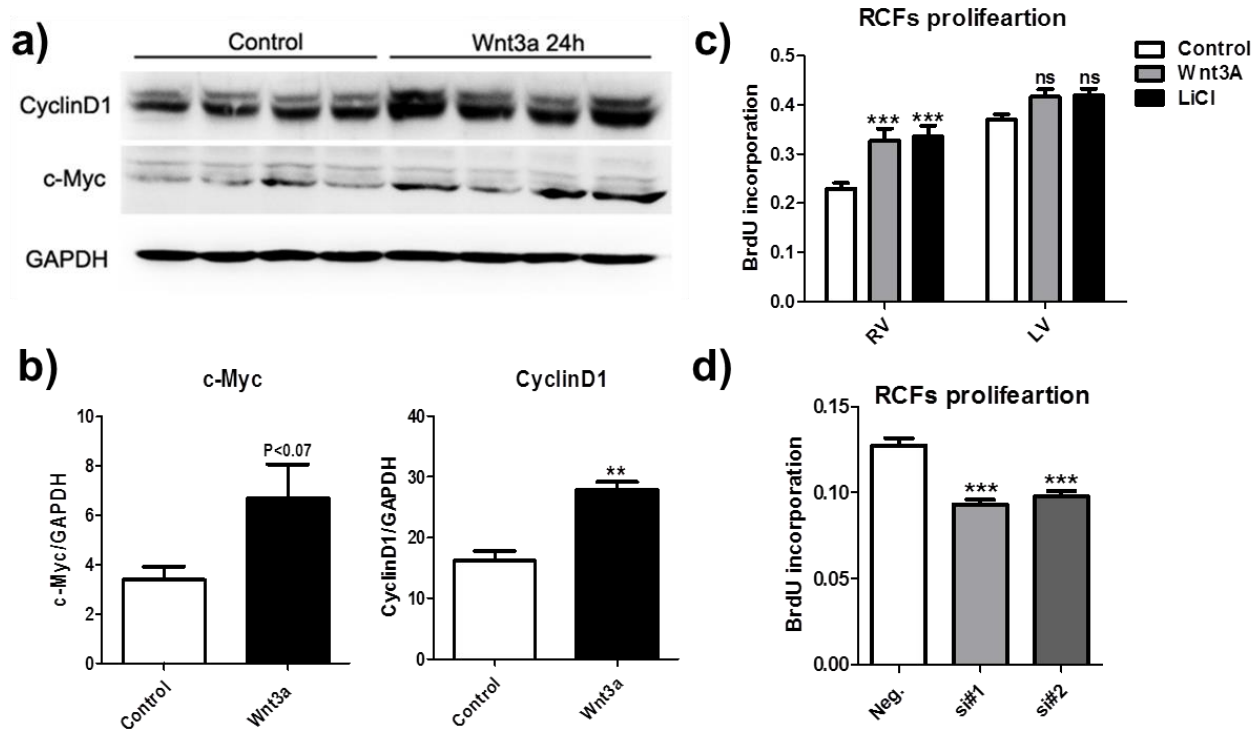 a)
Control
Wnt3a 24h
CyclinD1
c-Myc
GAPDH
b)
c-Myc
c-Myc/GAPDH
10
8
6
4
2
0
P<0.07
Control
Wnt3a
CyclinD1
CyclinD1/GAPDH
40
30
20
10
0
**
Control
Wnt3a
c)
RCFs prolifeartion
Control
Wnt3A
LiCl
BrdU incorporation
0.5
0.4
0.3
0.2
0.1
0.0
*** ***
ns ns
RV
LV
d)
RCFs prolifeartion
BrdU incorporation
0.15
0.10
0.05
0.00
*** ***
Neg.
si#1
si#2